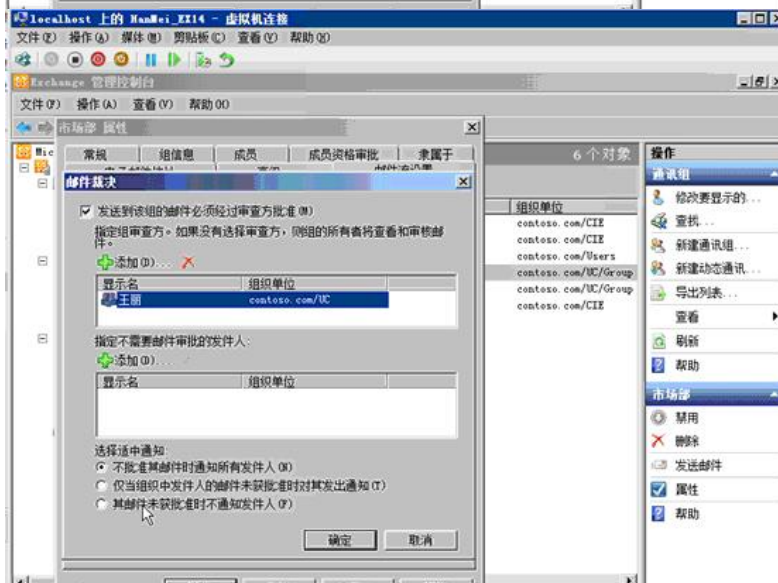 localhost 上的 HanWei_EX14 - 虚拟机连接
文件(F) 操作(A) 媒体(M) 剪贴板(C) 查看(V) 帮助(H)
Exchange 管理控制台
文件(F) 操作(A) 查看(V) 帮助(H)
市场部 属性
Mic
常规 组信息 成员 成员资格审批 隶属于
6 个对象
操作
通讯组
邮件裁决
修改要显示的...
发送到该组的邮件必须经过审查方批准(M)
组织单位
查找...
指定组审查方。如果没有选择审查方，则组的所有者将查看和审核邮
件。
contoso.com/CIE
contoso.com/CIE
新建通讯组...
添加(D)...
contoso.com/Users
新建动态通讯...
显示名 组织单位
contoso.com/UC/Group
王丽 contoso.com/UC
contoso.com/UC/Group
导出列表...
contoso.com/CIE
查看
指定不需要邮件审批的发件人:
刷新
添加(D)...
帮助
显示名 组织单位
市场部
禁用
删除
选择适中通知:
不批准其邮件时通知所有发件人(N)
发送邮件
仅当组织中发件人的邮件未获批准时对其发出通知(T)
属性
其邮件未获批准时不通知发件人(P)
帮助
确定 取消